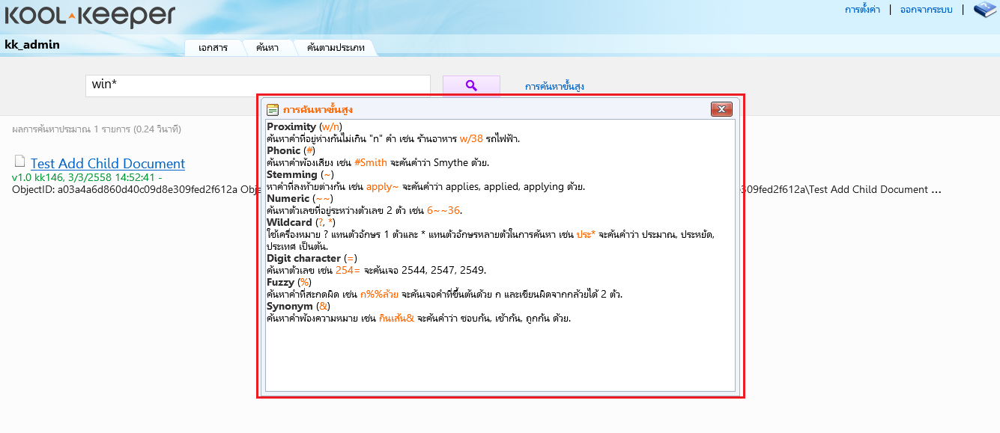 KOOL-KEEPER
การตั้งค่า | ออกจากระบบ |
kk_admin
เอกสาร ค้นหา ค้นตามประเภท
win*
การค้นหาขั้นสูง
การค้นหาขั้นสูง
ผลการค้นหาประมาณ 1 รายการ (0.24 วินาที)
Proximity (w/n)
ค้นหาคำที่อยู่ห่างกันไม่เกิน "n" คำ เช่น ร้านอาหาร w/38 รถไฟฟ้า.
Phonic (#)
ค้นหาคำพ้องเสียง เช่น #Smith จะค้นคำว่า Smythe ด้วย.
Stemming (~)
หาคำที่ลงท้ายต่างกัน เช่น apply~ จะค้นคำว่า applies, applied, applying ด้วย.
Numeric (~~)
ค้นหาตัวเลขที่อยู่ระหว่างตัวเลข 2 ตัว เช่น 6~~36.
Wildcard (?, *)
ใช้เครื่องหมาย ? แทนตัวอักษร 1 ตัวและ * แทนตัวอักษรหลายตัวในการค้นหา เช่น ประ* จะค้นคำว่า ประมาณ, ประหยัด,
ประเทศ เป็นต้น.
Digit character (=)
ค้นหาตัวเลข เช่น 254= จะค้นเจอ 2544, 2547, 2549.
Fuzzy (%)
ค้นหาคำที่สะกดผิด เช่น ก%%ล้วย จะค้นเจอคำที่ขึ้นต้นด้วย ก และเขียนผิดจากกล้วยได้ 2 ตัว.
Synonym (&)
ค้นหาคำพ้องความหมาย เช่น กินเส้น& จะค้นคำว่า ชอบกัน, เข้ากัน, ถูกกัน ด้วย.
Test Add Child Document
v1.0 kk146, 3/3/2558 14:52:41 -
ObjectID: a03a4a6d860d40c09d8e309fed2f612a Obje 309fed2f612a\Test Add Child Document ...